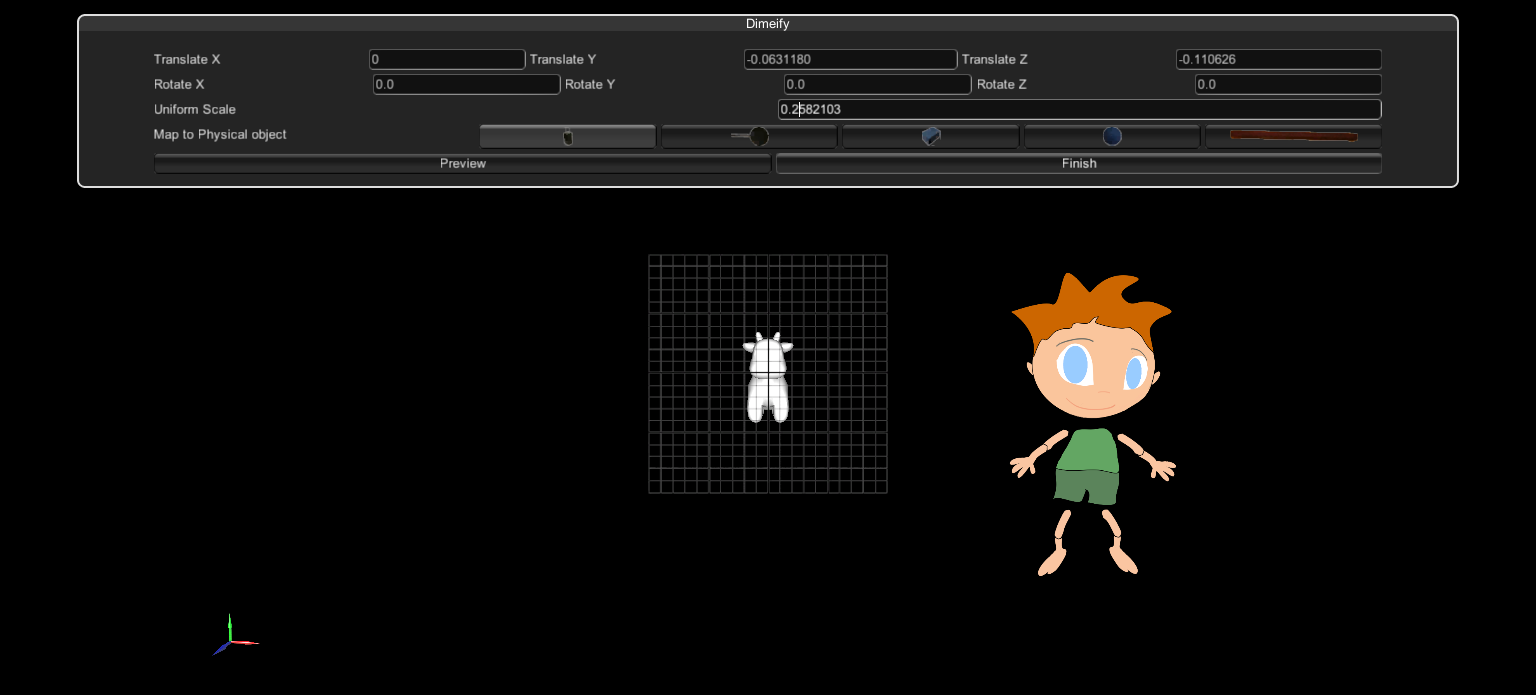 Dimeify
Translate X 0 Translate Y -0.0631180 Translate Z -0.110626
Rotate X 0.0 Rotate Y 0.0 Rotate Z 0.0
Uniform Scale 0.2582103
Map to Physical object
Preview Finish